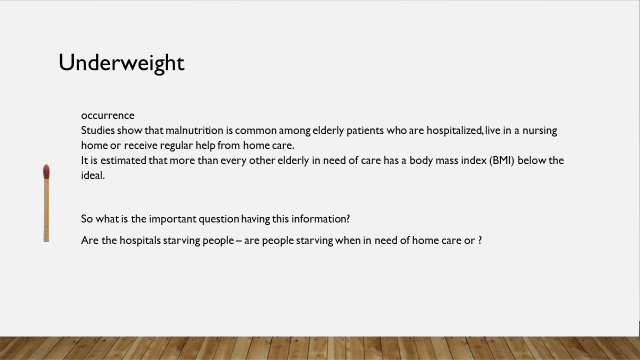 Underweight
occurrence
Studies show that malnutrition is common among elderly patients who are hospitalized, live in a nursing
home or receive regular help from home care.
It is estimated that more than every other elderly in need of care has a body mass index (BMI) below the
ideal.
So what is the important question having this information?
Are the hospitals starving people – are people starving when in need of home care or ?